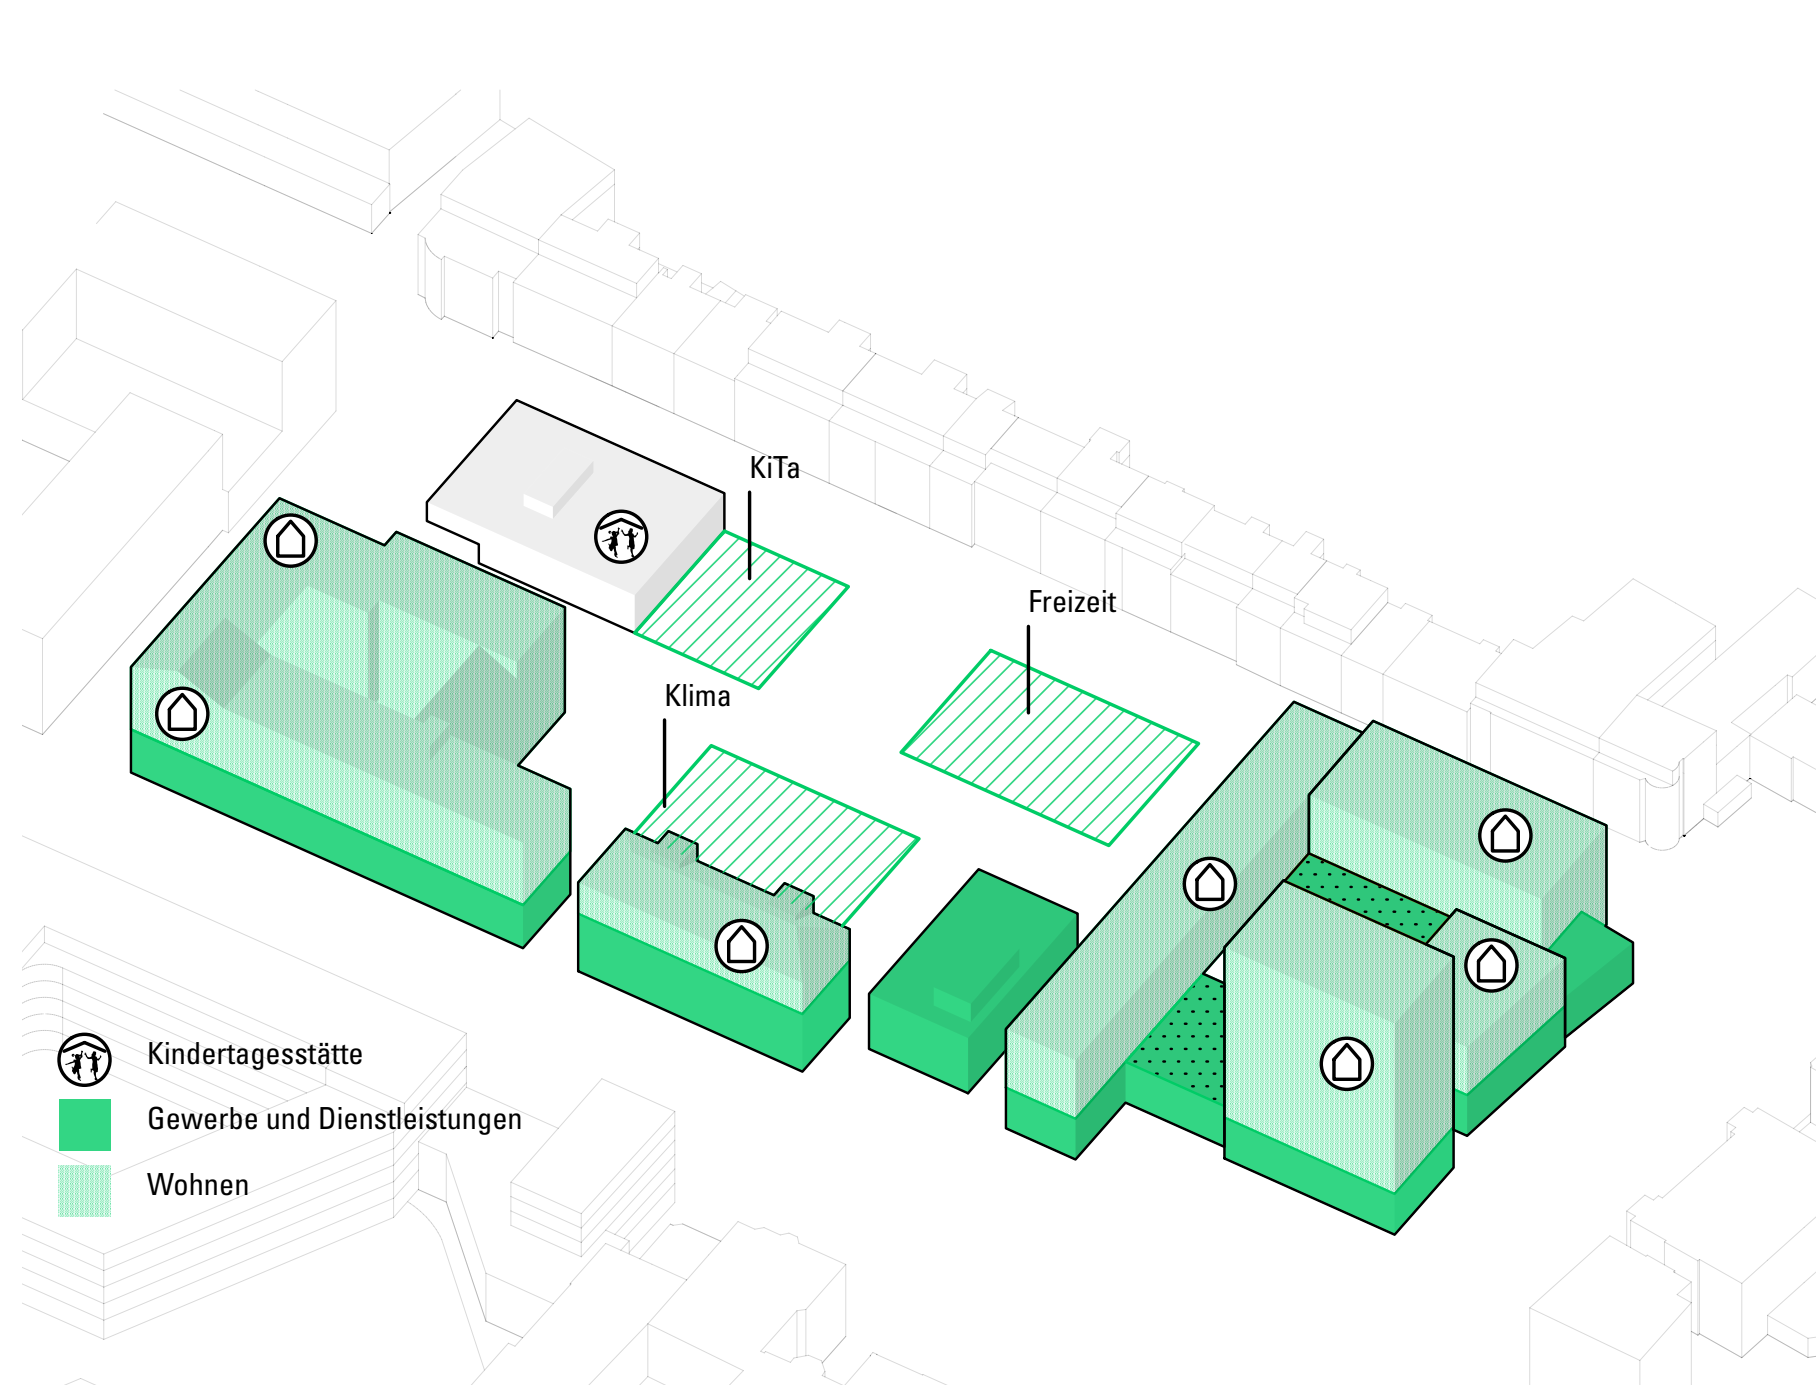 KiTa
Freizeit
Klima
Kindertagesstätte
Gewerbe und Dienstleistungen
Wohnen